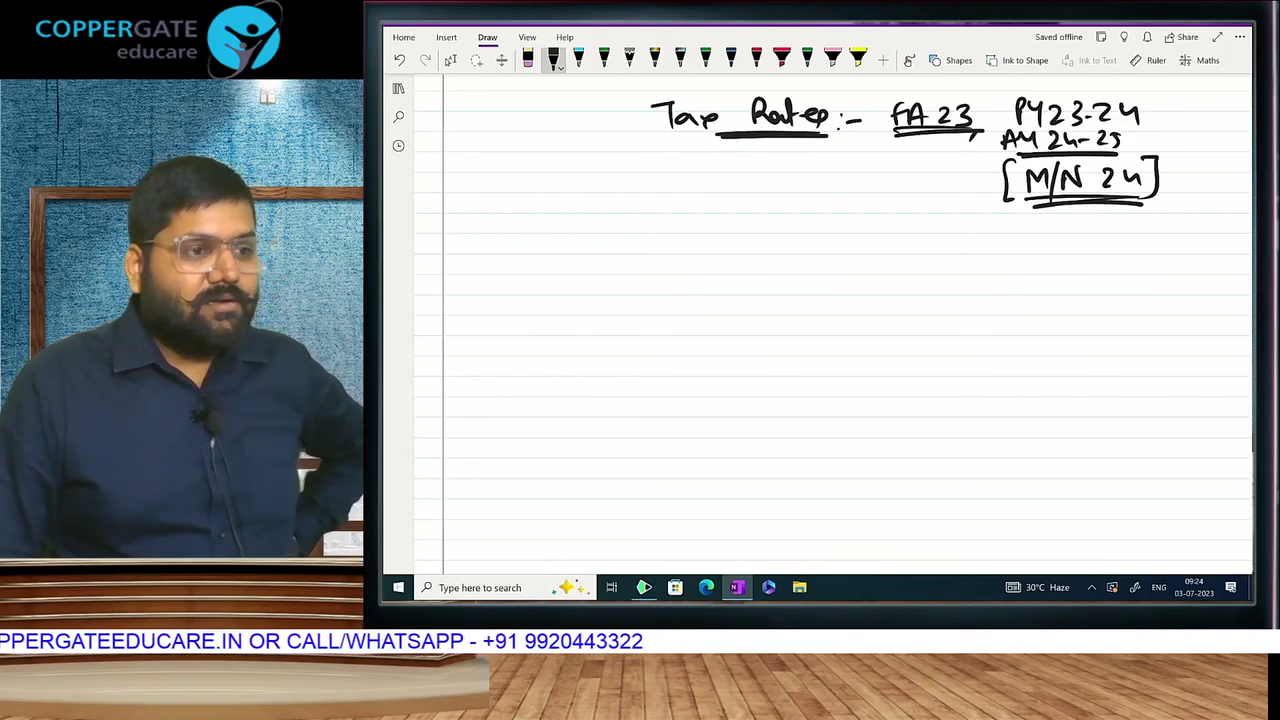 COPPERGATE
educare
Home Insert Draw View Help
Saved offline
Share
Shapes
Ink to Shape
Ink to Text
Ruler
Maths
Tax Rates :- FA 23 PY 23-24
AY 24-25
[M/N 24]
Type here to search
30°C Haze
ENG
09:24
03-07-2023
PPERGATEEDUCARE.IN OR CALL/WHATSAPP - +91 9920443322